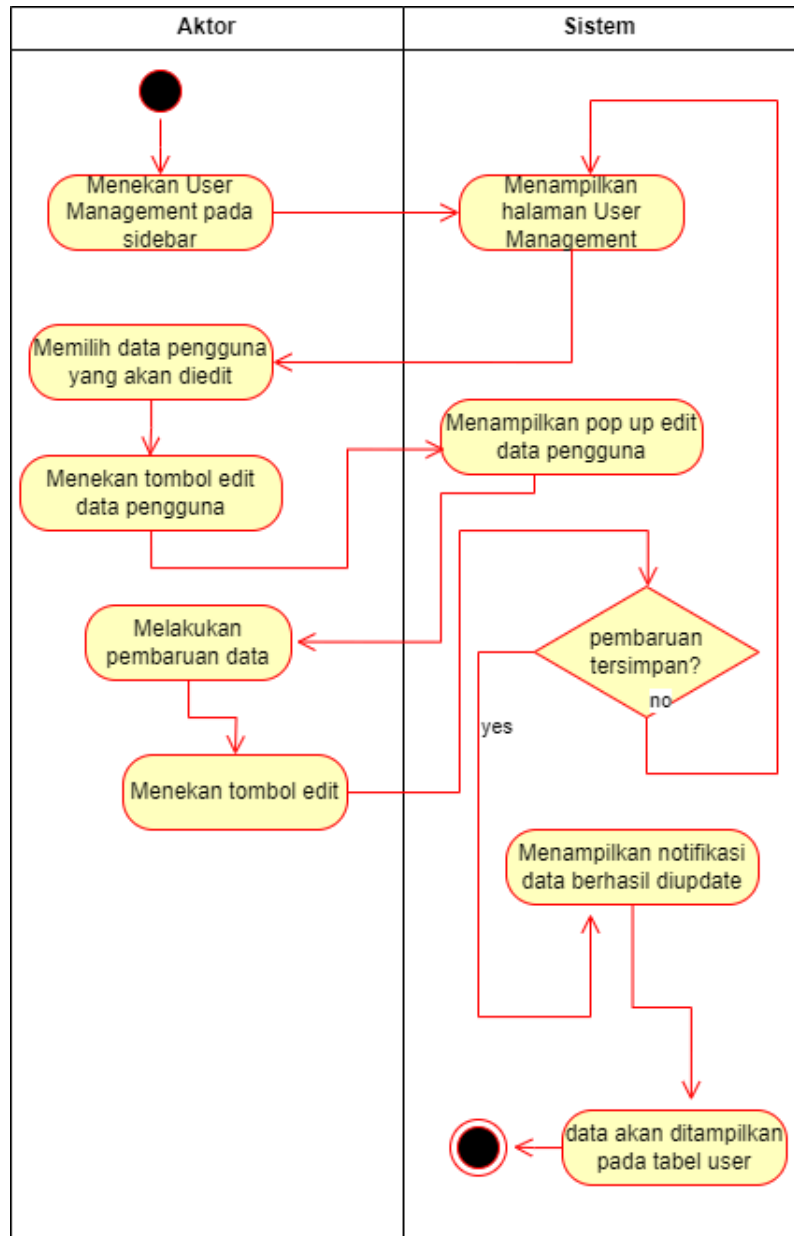 Aktor
Sistem
Menekan User
Management pada
sidebar
Menampilkan
halaman User
Management
Memilih data pengguna
yang akan diedit
Menekan tombol edit
data pengguna
Menampilkan pop up edit
data pengguna
Melakukan
pembaruan data
Menekan tombol edit
pembaruan
tersimpan?
no
yes
Menampilkan notifikasi
data berhasil diupdate
data akan ditampilkan
pada tabel user